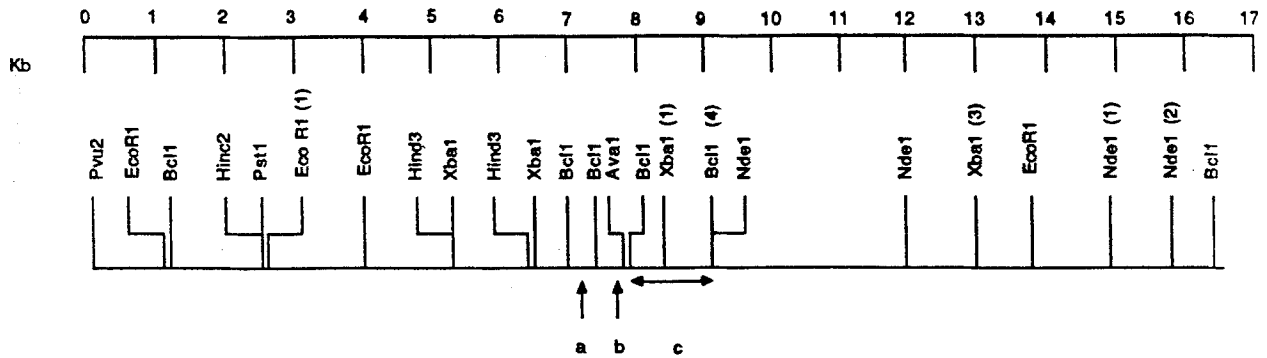 0 1 2 3 4 5 6 7 8 9 10 11 12 13 14 15 16 17
Kb
Pvu2 EcoR1 Bcl1 Hinc2 Pst1 Eco R1 (1) EcoR1 Hind3 Xba1 Hind3 Xba1 Bcl1 Bcl1 Ava1 Bcl1 Xba1 (1) Bcl1 (4) Nde1 Nde1 Xba1 (3) EcoR1 Nde1 (1) Nde1 (2) Bcl1
a b c